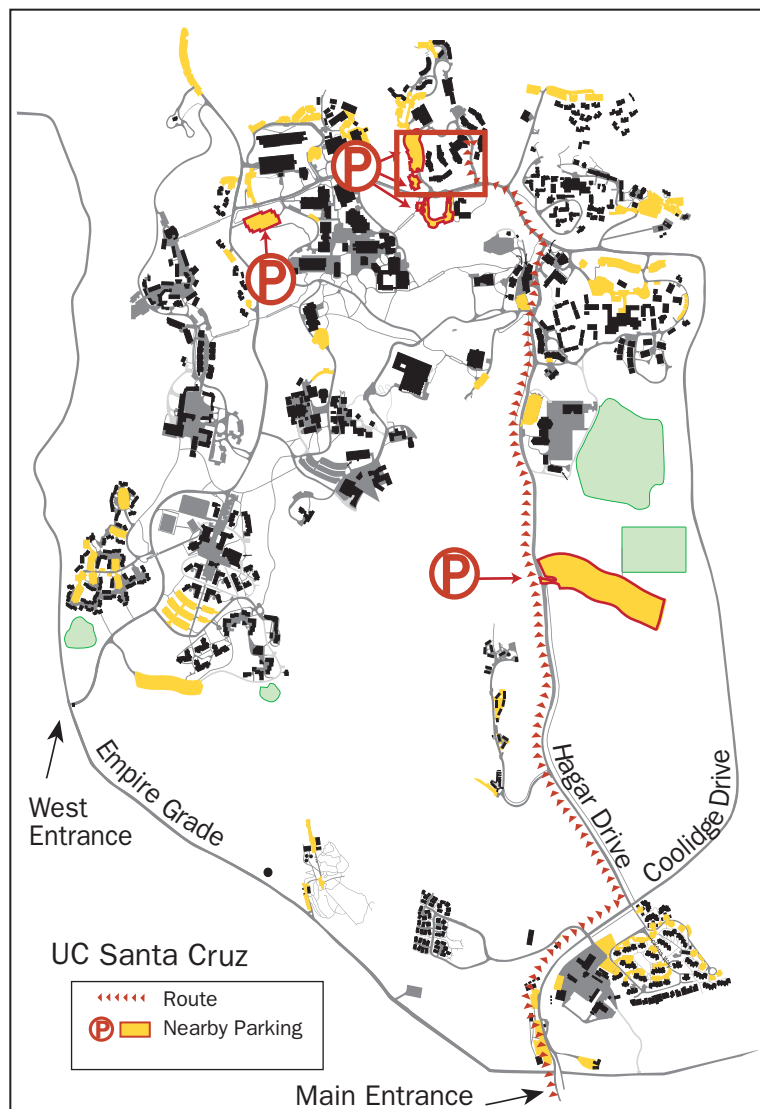 P
P
P
Hagar Drive
Coolidge Drive
Empire Grade
West
Entrance
UC Santa Cruz
Route
P Nearby Parking
Main Entrance